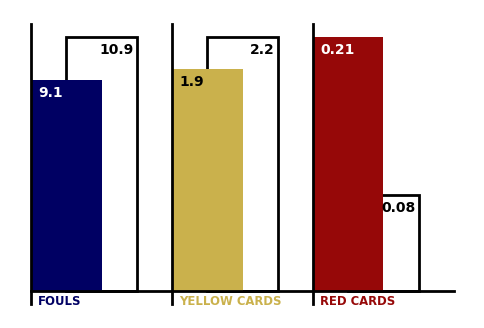 10.9
2.2
0.21
9.1
1.9
0.08
FOULS
YELLOW CARDS
RED CARDS